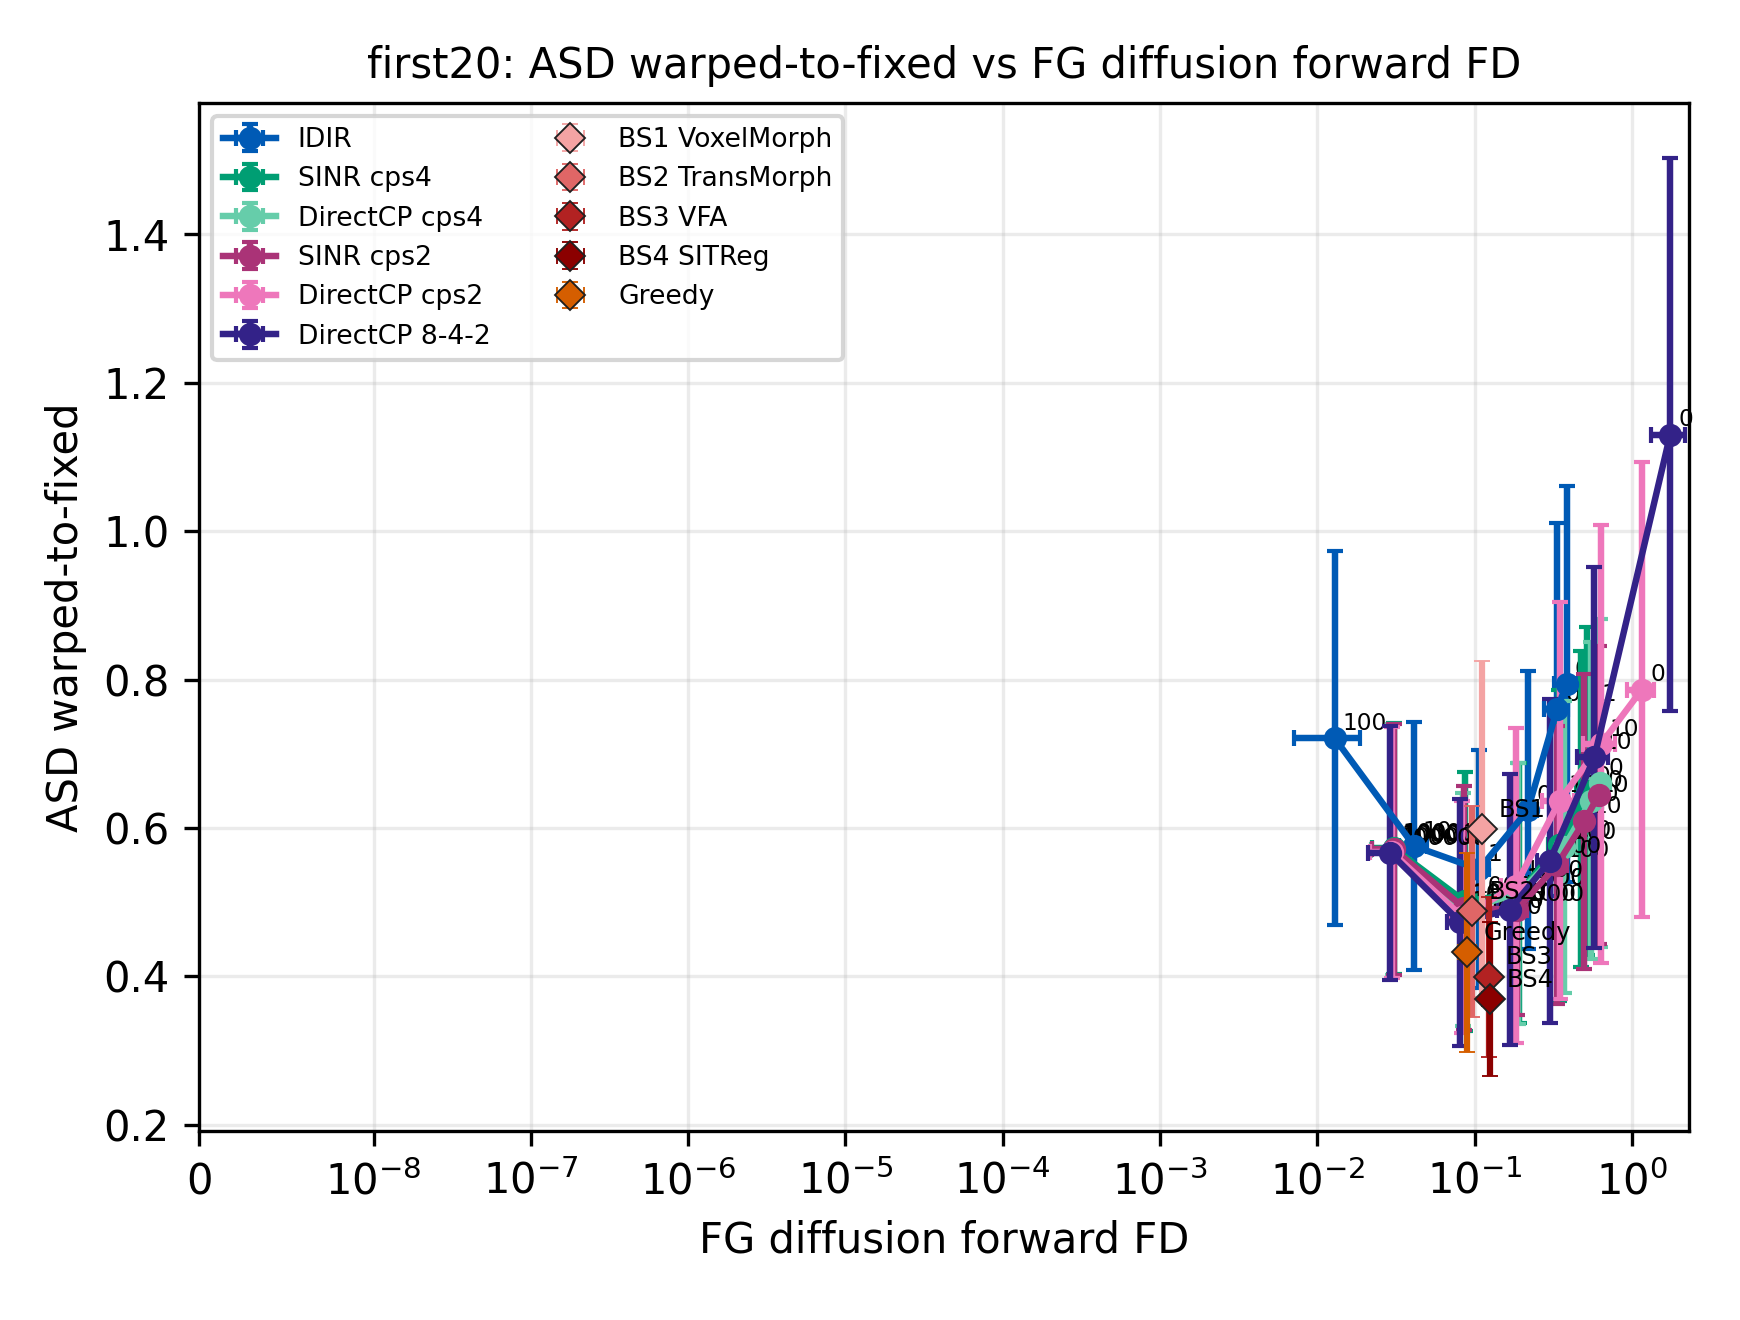 first20: ASD warped-to-fixed vs FG diffusion forward FD
IDIR
SINR cps4
DirectCP cps4
SINR cps2
DirectCP cps2
DirectCP 8-4-2
BS1 VoxelMorph
BS2 TransMorph
BS3 VFA
BS4 SITReg
Greedy
ASD warped-to-fixed
1.4
1.2
1.0
0.8
0.6
0.4
0.2
0
0
100
10
BS1
1
BS2
Greedy
BS3
BS4
0
10⁻⁸
10⁻⁷
10⁻⁶
10⁻⁵
10⁻⁴
10⁻³
10⁻²
10⁻¹
10⁰
FG diffusion forward FD